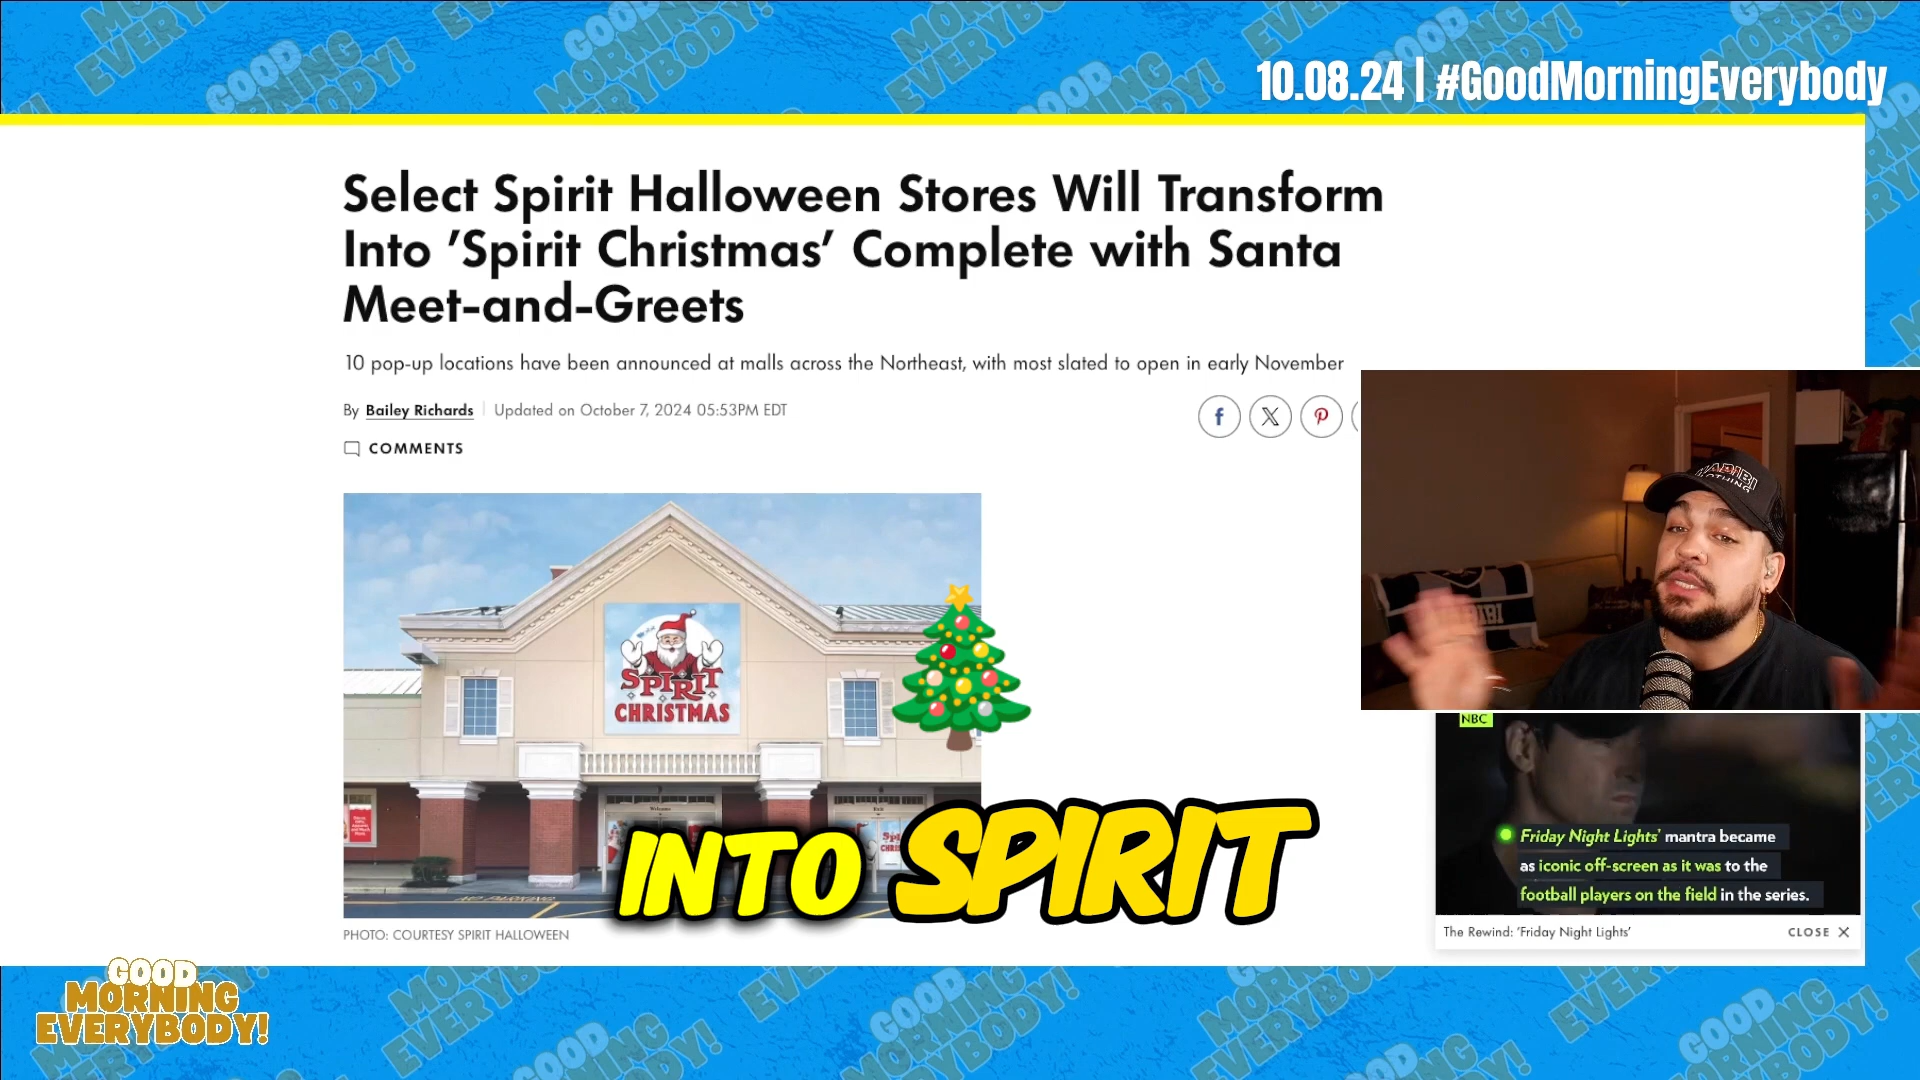 10.08.24 | #GoodMorningEverybody
Select Spirit Halloween Stores Will Transform
Into 'Spirit Christmas' Complete with Santa
Meet-and-Greets
10 pop-up locations have been announced at malls across the Northeast, with most slated to open in early November
By Bailey Richards | Updated on October 7, 2024 05:53PM EDT
COMMENTS
HABIBI
CLOTHING
SPIRIT
CHRISTMAS
NBC
Friday Night Lights' mantra became
as iconic off-screen as it was to the
football players on the field in the series.
INTO SPIRIT
NO PARKING
The Rewind: 'Friday Night Lights'
CLOSE X
PHOTO: COURTESY SPIRIT HALLOWEEN
GOOD
MORNING
EVERYBODY!